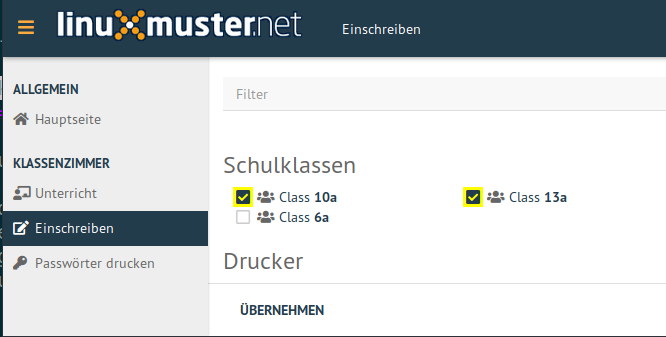 linuxmuster.net
Einschreiben
ALLGEMEIN
Hauptseite
KLASSENZIMMER
Unterricht
Einschreiben
Passwörter drucken
Filter
Schulklassen
Class 10a
Class 13a
Class 6a
Drucker
ÜBERNEHMEN